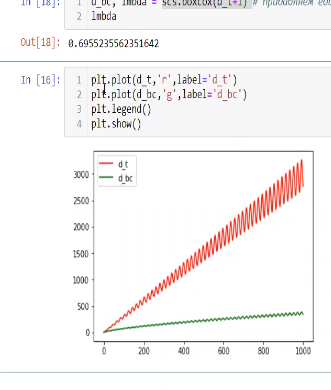 In [18]: 1 d_bc, lmbda = scs.boxcox(d_t+1) # прибавляем
2 lmbda
Out[18]: 0.6955235562351642
In [16]: 1 plt.plot(d_t,'r',label='d_t')
2 plt.plot(d_bc,'g',label='d_bc')
3 plt.legend()
4 plt.show()
d_t
d_bc
3000
2500
2000
1500
1000
500
0
0 200 400 600 800 1000